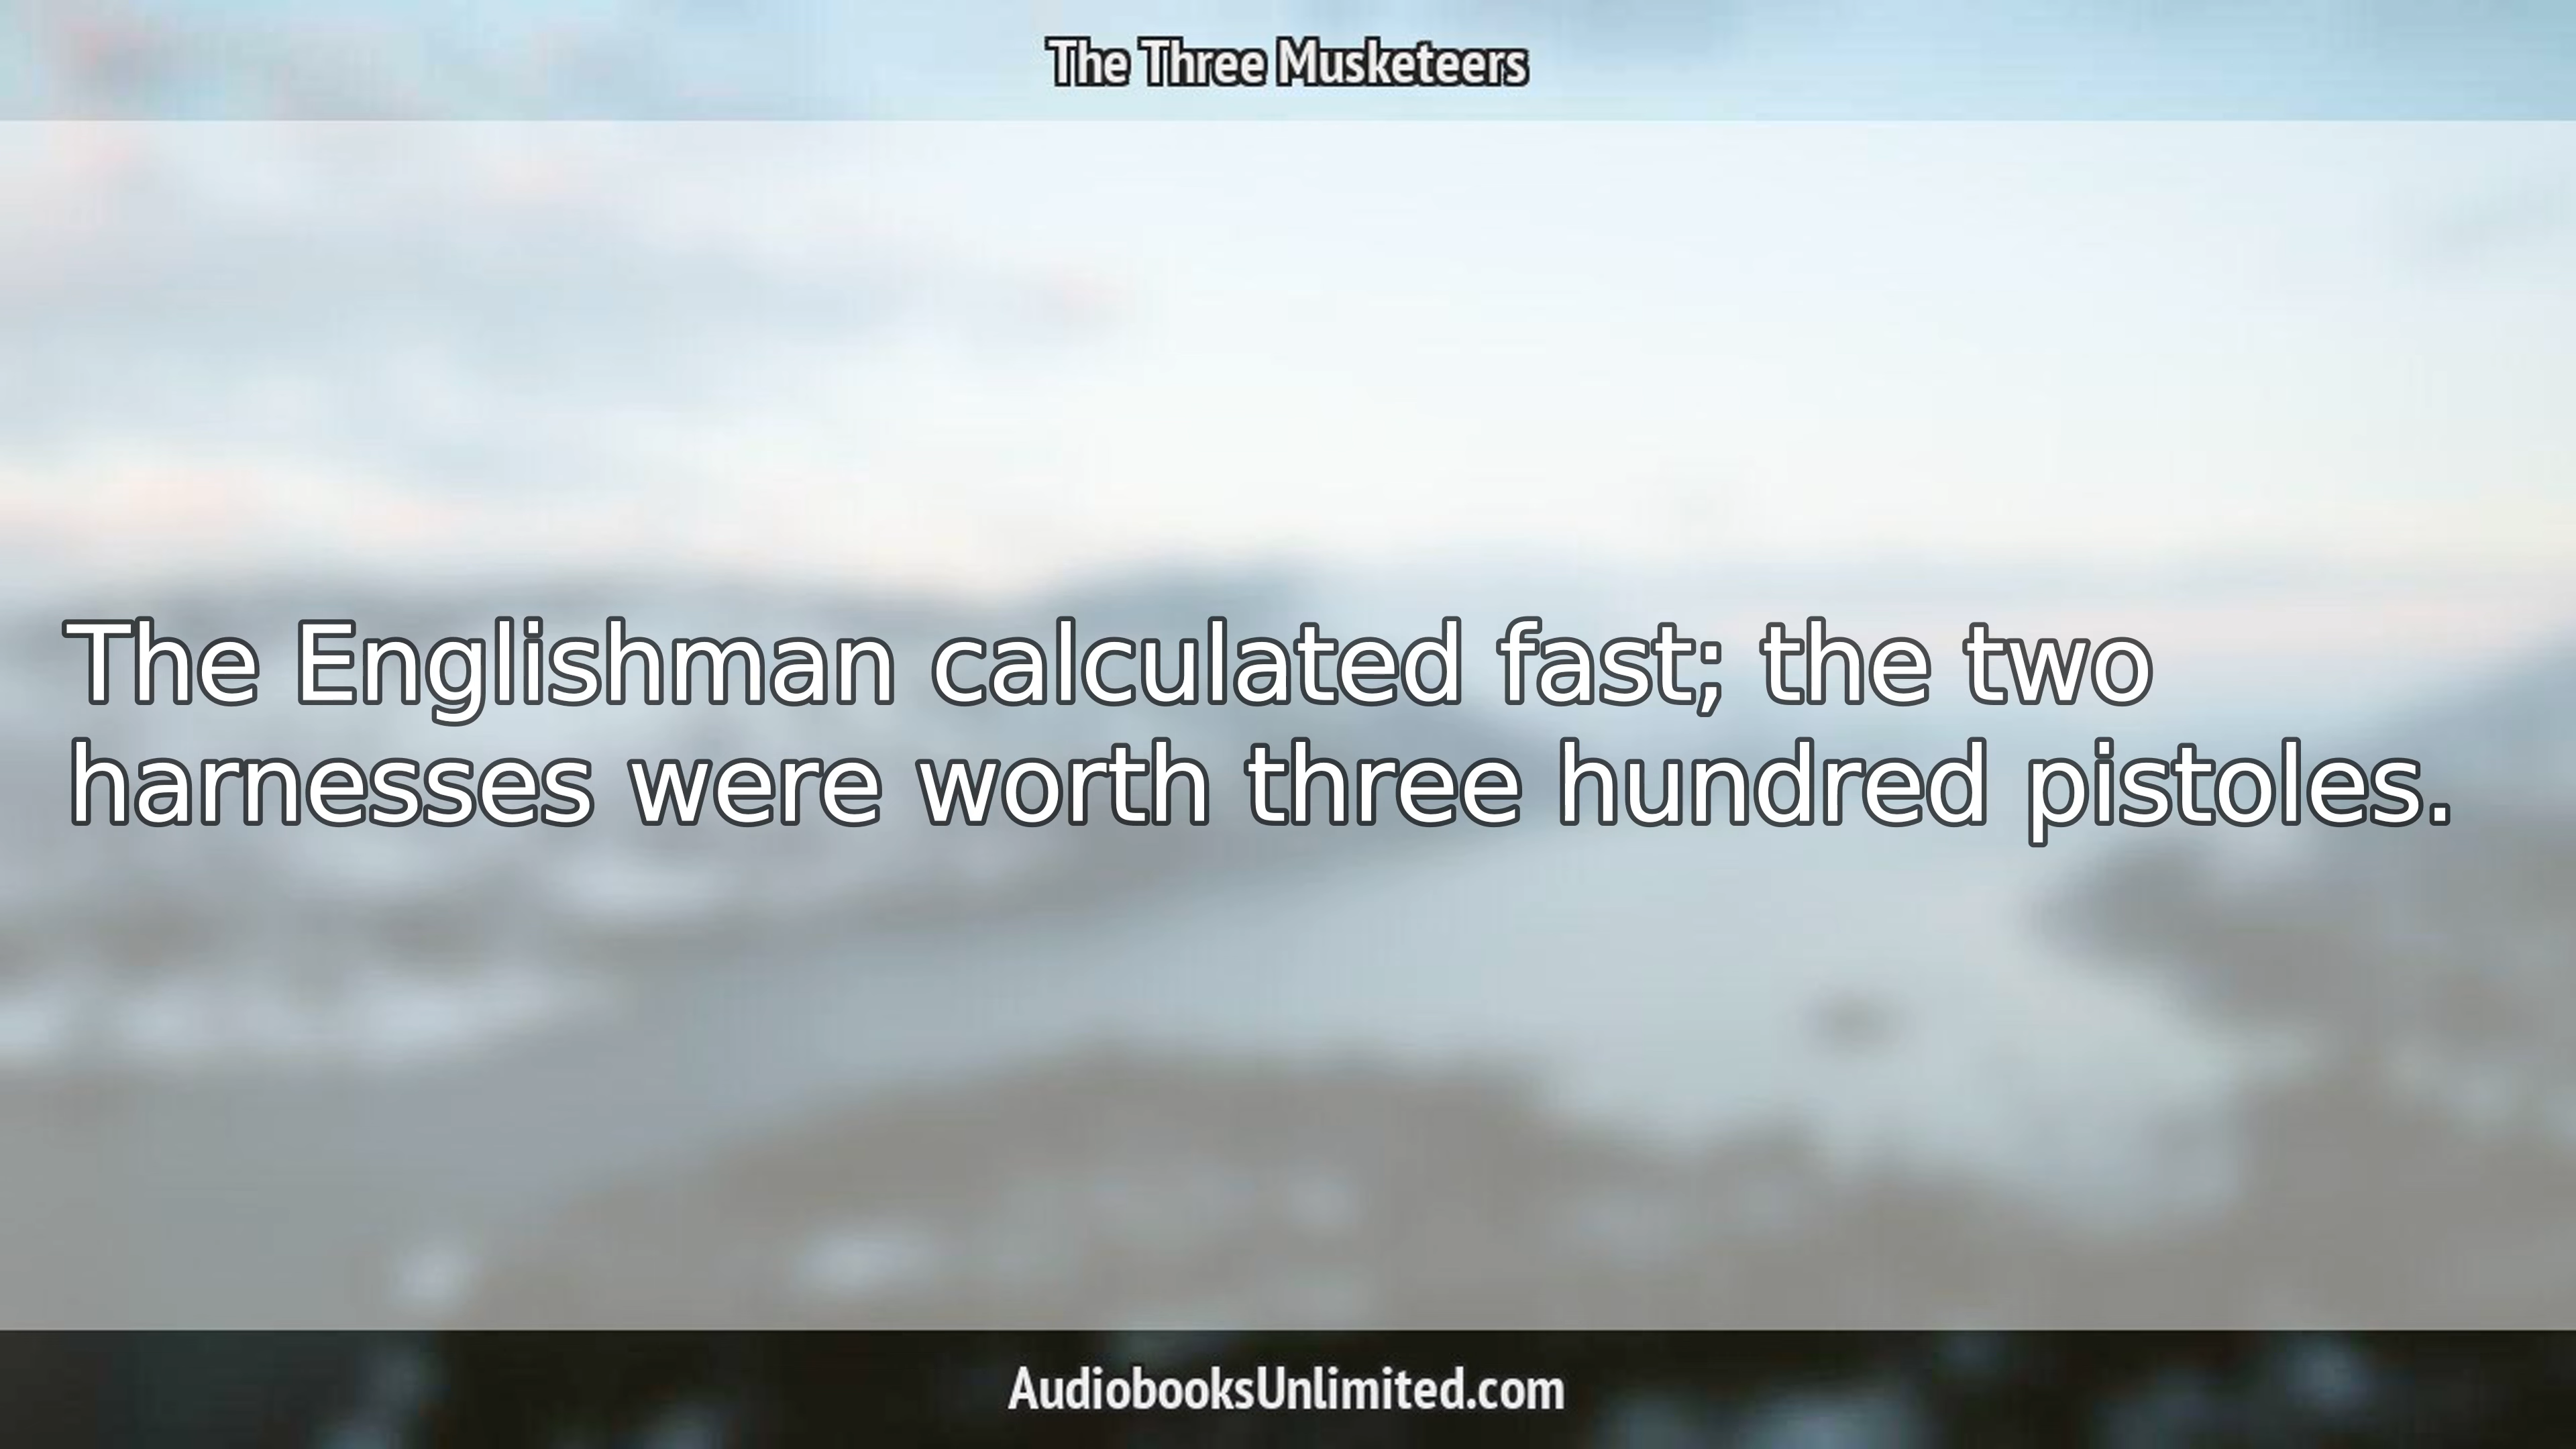 The Three Musketeers
The Englishman calculated fast; the two
harnesses were worth three hundred pistoles.
AudiobooksUnlimited.com